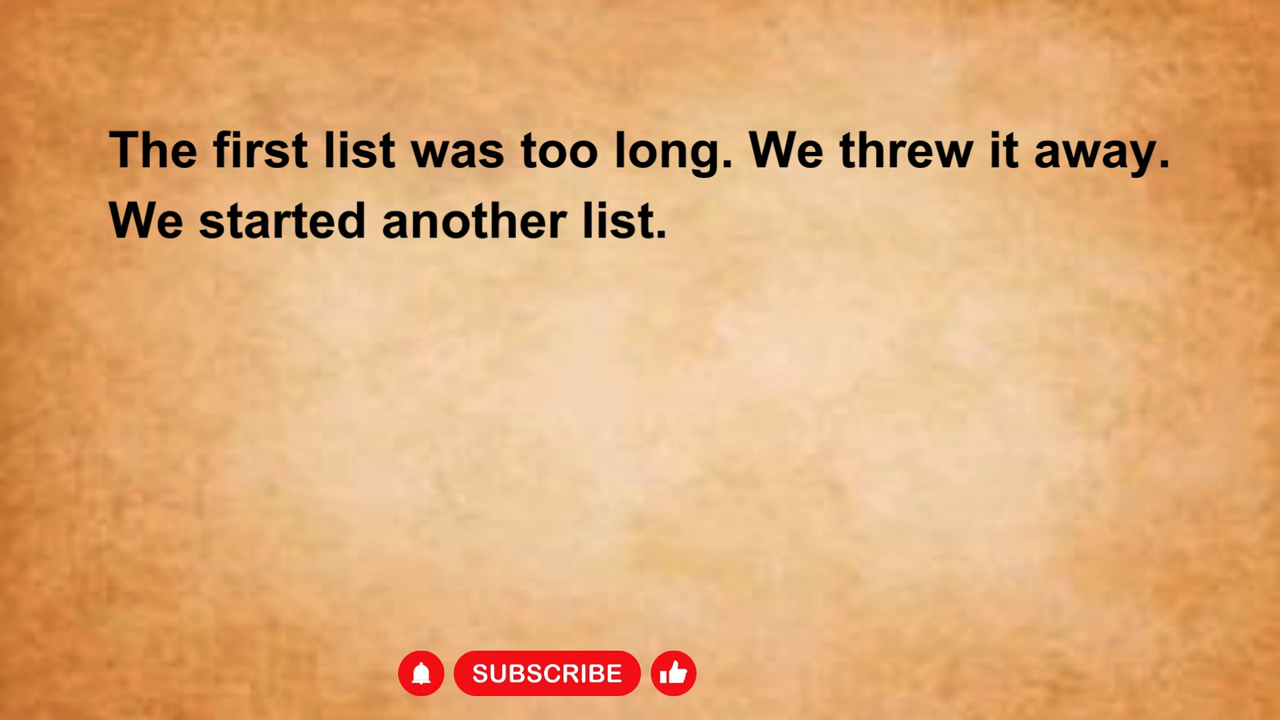 The first list was too long. We threw it away.
We started another list.
SUBSCRIBE